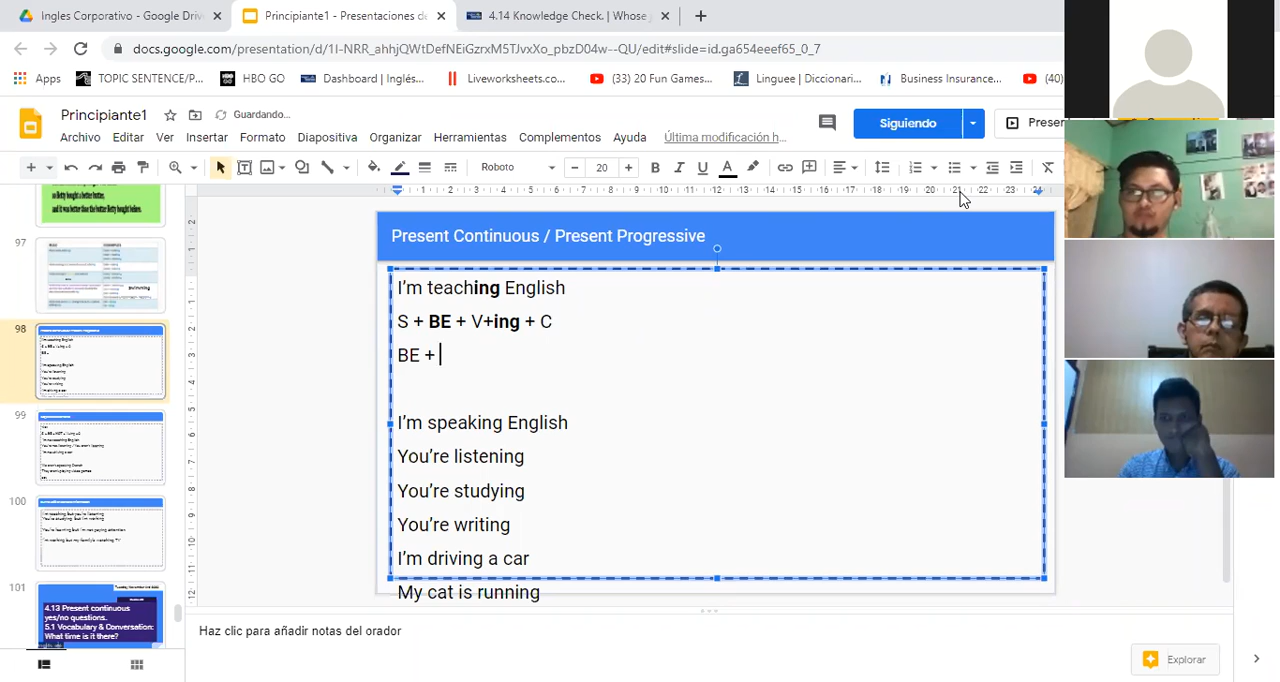 Ingles Corporativo - Google Driv
Principiante1 - Presentaciones de
4.14 Knowledge Check. | Whose
docs.google.com/presentation/d/1I-NRR_ahhjQWtDefNEiGzrxM5TJvxXo_pbzD04w--QU/edit#slide=id.ga654eeef65_0_7
Apps
TOPIC SENTENCE/P...
HBO GO
Dashboard | Inglés...
Liveworksheets.co...
(33) 20 Fun Games...
Linguee | Diccionari...
Business Insurance...
(40)
Principiante1
Guardando...
Siguiendo
Presen
Archivo Editar Ver Insertar Formato Diapositiva Organizar Herramientas Complementos Ayuda Última modificación h...
Roboto
20
97
98
99
100
101
4.13 Present continuous
yes/no questions.
5.1 Vocabulary & Conversation:
What time is it there?
Present Continuous / Present Progressive
I'm teaching English
S + BE + V+ing + C
BE +
I'm speaking English
You're listening
You're studying
You're writing
I'm driving a car
My cat is running
Haz clic para añadir notas del orador
Explorar